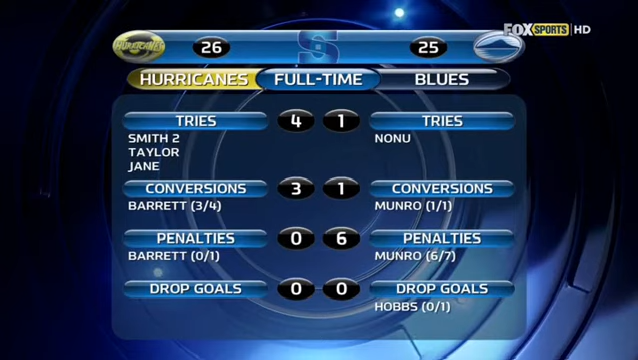 FOX SPORTS HD
HURRICANES 26 S 25
HURRICANES FULL-TIME BLUES
TRIES 4 1 TRIES
SMITH 2 NONU
TAYLOR
JANE
CONVERSIONS 3 1 CONVERSIONS
BARRETT (3/4) MUNRO (1/1)
PENALTIES 0 6 PENALTIES
BARRETT (0/1) MUNRO (6/7)
DROP GOALS 0 0 DROP GOALS
HOBBS (0/1)